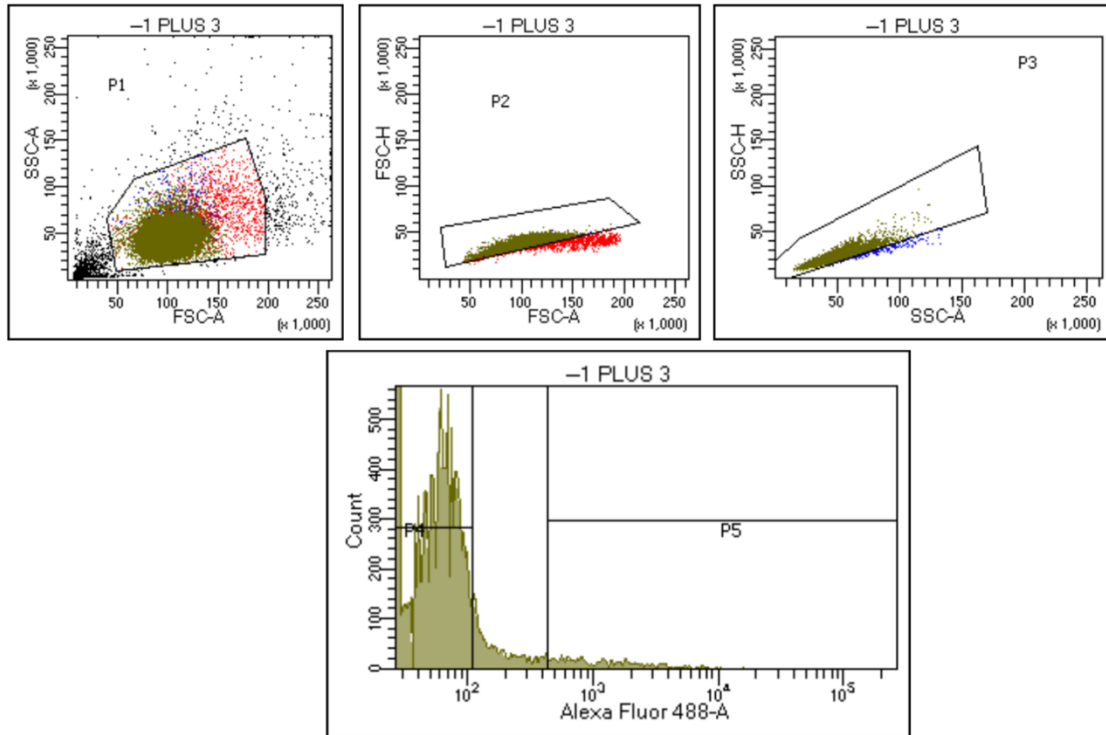 –1 PLUS 3
(x 1,000)
SSC-A
50 100 150 200 250
P1
50 100 150 200 250
FSC-A
(x 1,000)
–1 PLUS 3
(x 1,000)
FSC-H
50 100 150 200 250
P2
50 100 150 200 250
FSC-A
(x 1,000)
–1 PLUS 3
(x 1,000)
SSC-H
50 100 150 200 250
P3
50 100 150 200 250
SSC-A
(x 1,000)
–1 PLUS 3
Count
0 100 200 300 400 500
P4
P5
10² 10³ 10⁴ 10⁵
Alexa Fluor 488-A